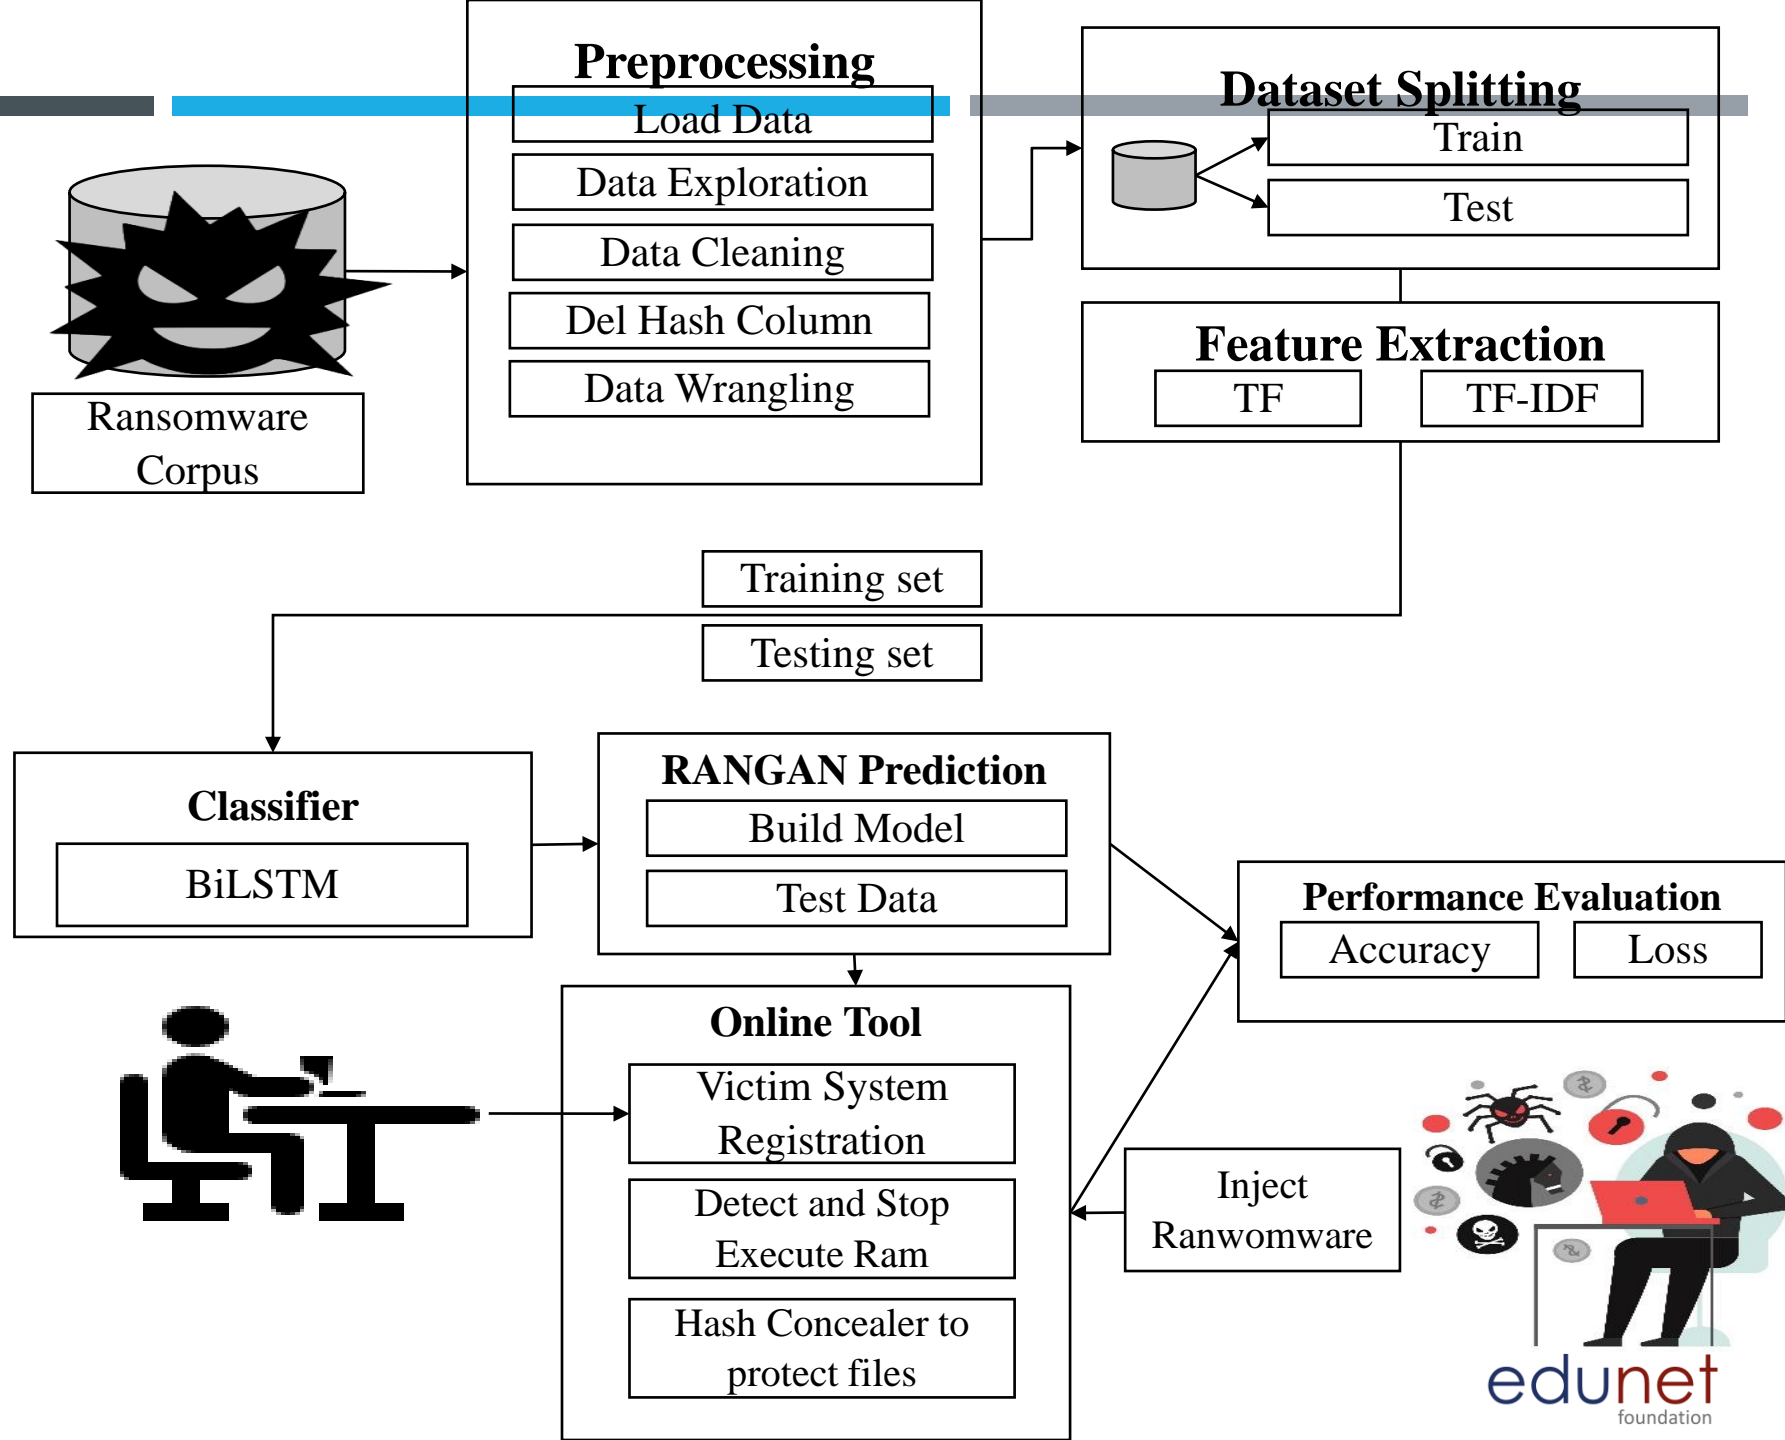 Preprocessing
Load Data
Data Exploration
Data Cleaning
Del Hash Column
Data Wrangling
Dataset Splitting
Train
Test
Ransomware
Corpus
Feature Extraction
TF
TF-IDF
Training set
Testing set
Classifier
BiLSTM
RANGAN Prediction
Build Model
Test Data
Performance Evaluation
Accuracy
Loss
Online Tool
Victim System
Registration
Detect and Stop
Execute Ram
Hash Concealer to
protect files
Inject
Ranwomware
edunet
foundation